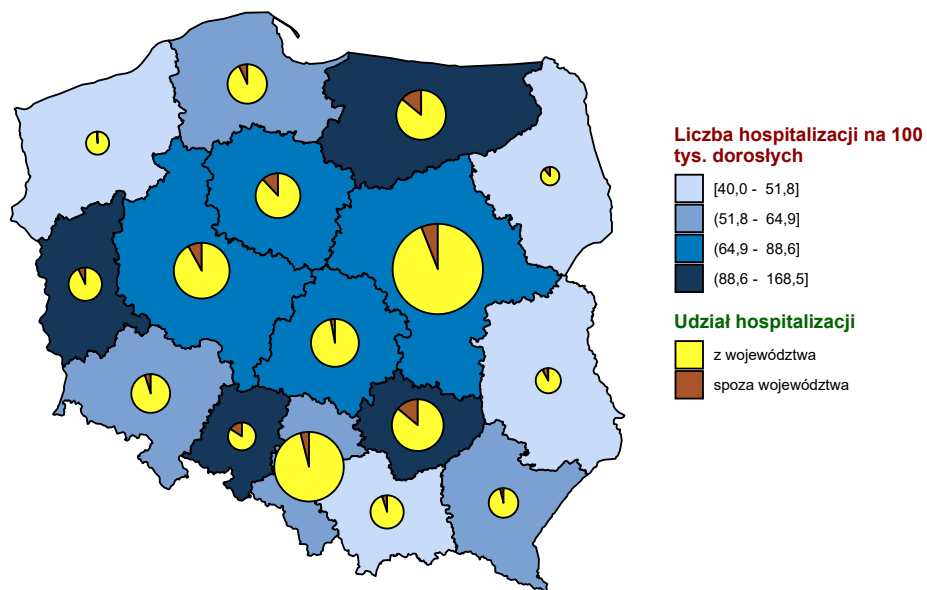 Liczba hospitalizacji na 100
tys. dorosłych
[40,0 - 51,8]
(51,8 - 64,9]
(64,9 - 88,6]
(88,6 - 168,5]
Udział hospitalizacji
z województwa
spoza województwa